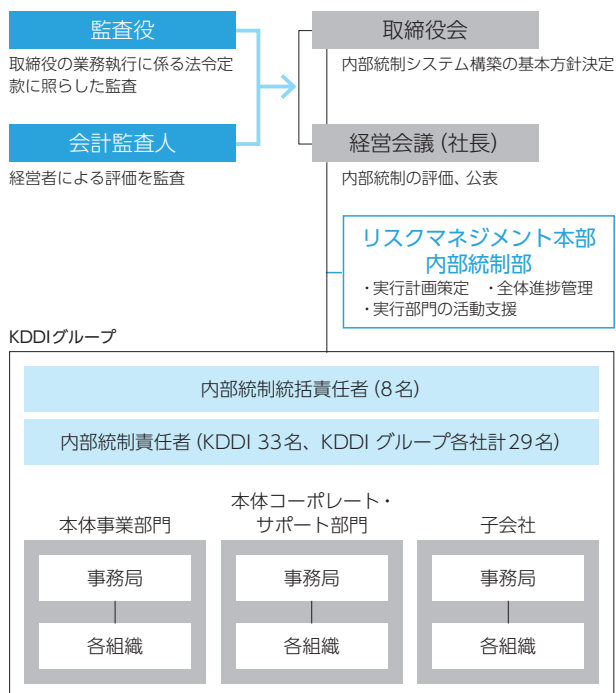 監査役
取締役の業務執行に係る法令定
款に照らした監査
会計監査人
経営者による評価を監査
取締役会
内部統制システム構築の基本方針決定
経営会議(社長)
内部統制の評価、公表
リスクマネジメント本部
内部統制部
・実行計画策定 ・全体進捗管理
・実行部門の活動支援
KDDIグループ
内部統制統括責任者(8名)
内部統制責任者(KDDI 33名、KDDI グループ各社計29名)
本体事業部門
事務局
各組織
本体コーポレート・
サポート部門
事務局
各組織
子会社
事務局
各組織